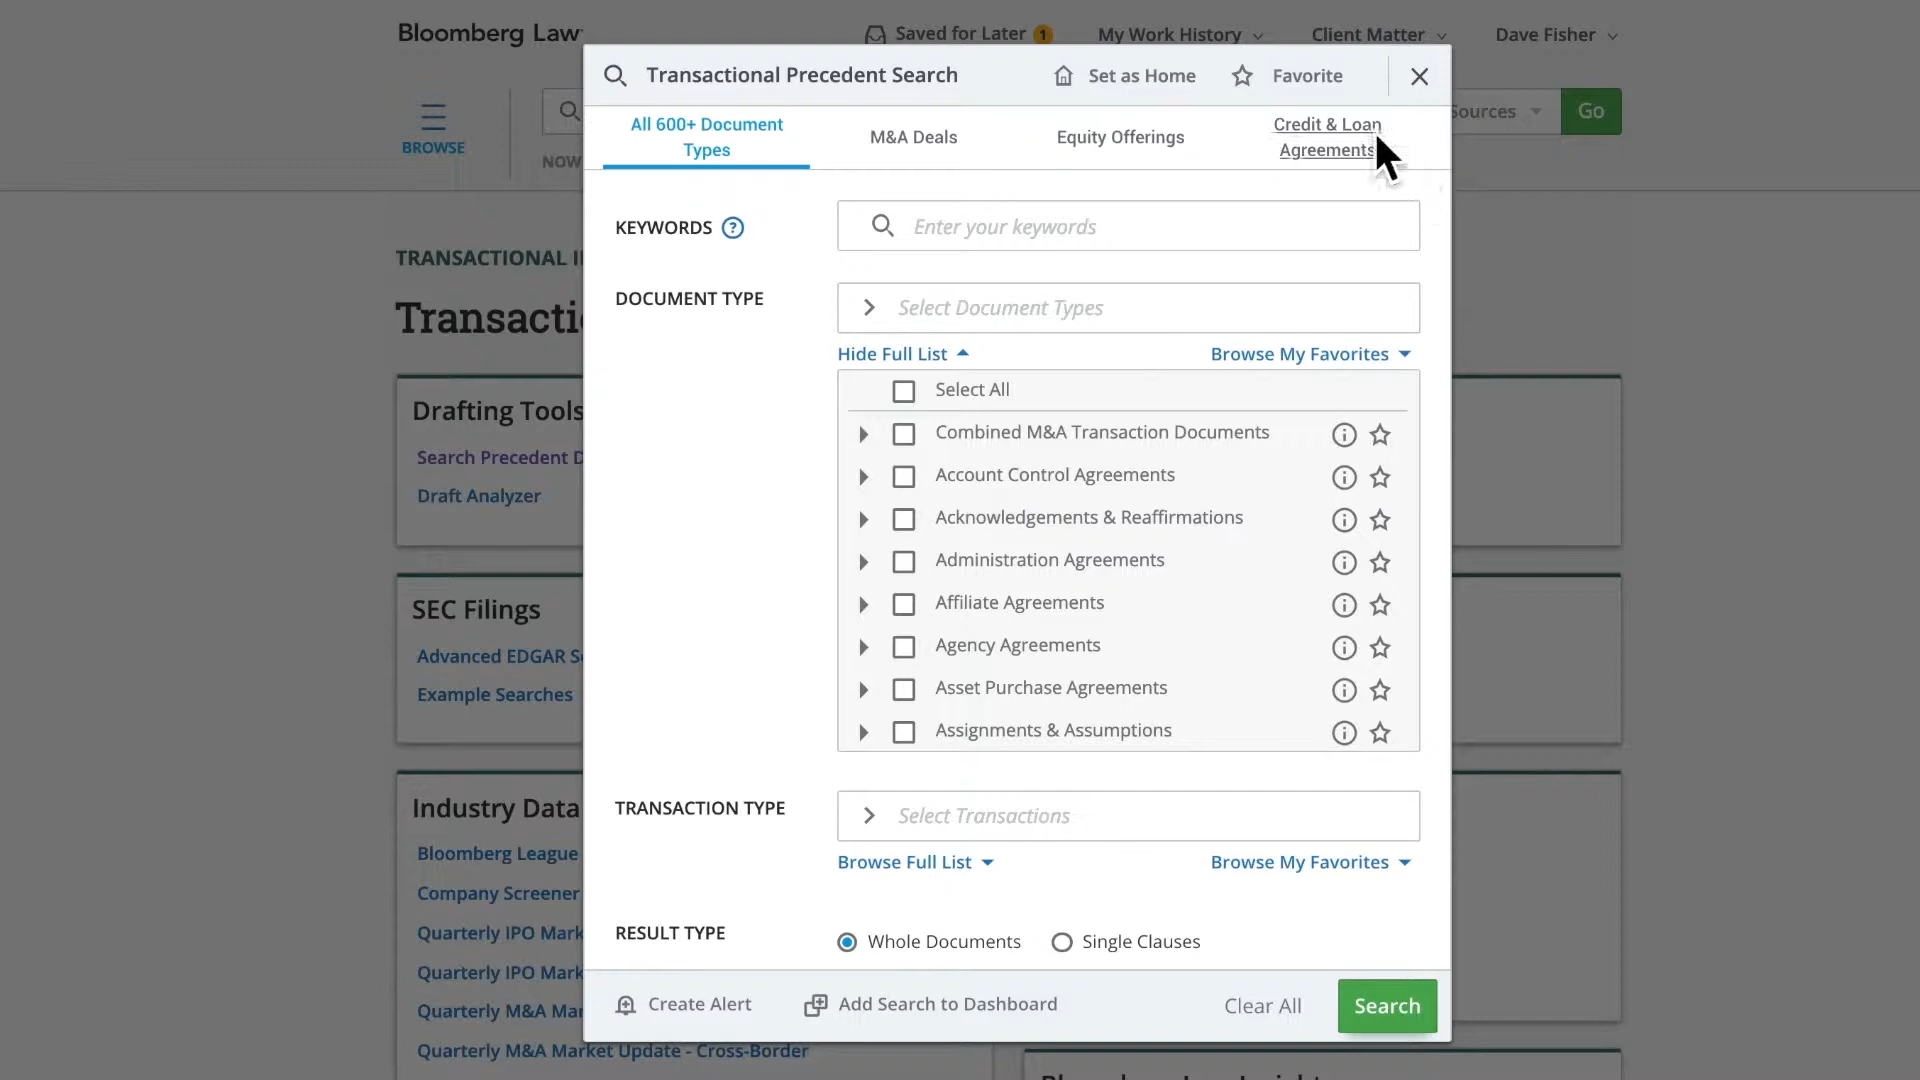 Bloomberg Law
Saved for Later 1
My Work History
Client Matter
Dave Fisher
Transactional Precedent Search
Set as Home
Favorite
BROWSE
NOW
Sources
Go
All 600+ Document
Types
M&A Deals
Equity Offerings
Credit & Loan
Agreements
KEYWORDS ?
Enter your keywords
TRANSACTIONAL
Transacti
DOCUMENT TYPE
Select Document Types
Hide Full List
Browse My Favorites
Select All
Combined M&A Transaction Documents
Account Control Agreements
Acknowledgements & Reaffirmations
Administration Agreements
Affiliate Agreements
Agency Agreements
Asset Purchase Agreements
Assignments & Assumptions
Drafting Tools
Search Precedent D
Draft Analyzer
SEC Filings
Advanced EDGAR S
Example Searches
Industry Data
Bloomberg League
Company Screener
Quarterly IPO Mark
Quarterly IPO Mark
Quarterly M&A Mar
Quarterly M&A Market Update - Cross-Border
TRANSACTION TYPE
Select Transactions
Browse Full List
Browse My Favorites
RESULT TYPE
Whole Documents
Single Clauses
Create Alert
Add Search to Dashboard
Clear All
Search